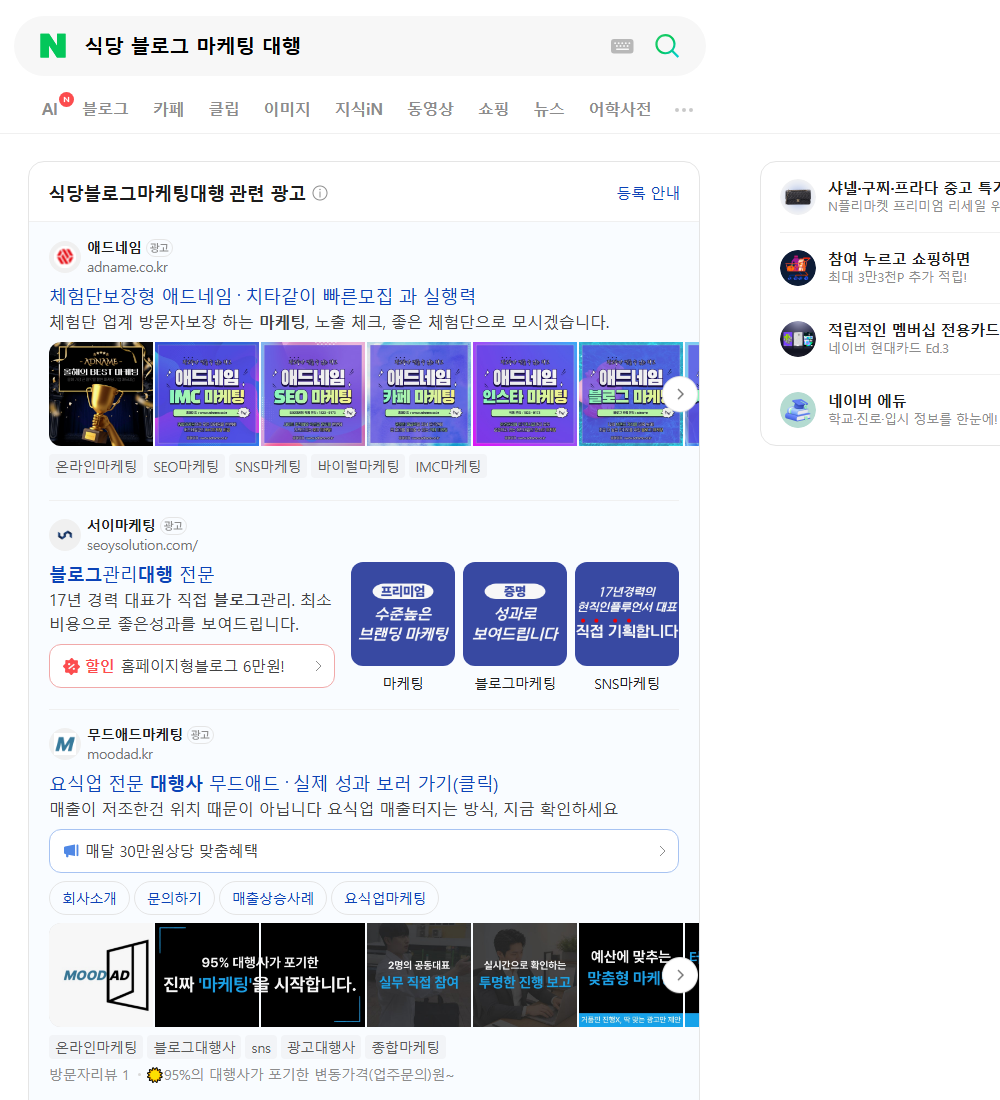 N 식당 블로그 마케팅 대행
AI N 블로그 카페 클립 이미지 지식iN 동영상 쇼핑 뉴스 어학사전
식당블로그마케팅대행 관련 광고
등록 안내
애드네임 광고
adname.co.kr
체험단보장형 애드네임 · 치타같이 빠른모집 과 실행력
체험단 업계 방문자보장 하는 마케팅, 노출 체크, 좋은 체험단으로 모시겠습니다.
- ADNAME -
올해의 BEST 마케팅
애드네임
IMC 마케팅
애드네임
SEO 마케팅
애드네임
카페 마케팅
애드네임
인스타 마케팅
애드네임
블로그 마케팅
온라인마케팅 SEO마케팅 SNS마케팅 바이럴마케팅 IMC마케팅
서이마케팅 광고
seoysolution.com/
블로그관리대행 전문
17년 경력 대표가 직접 블로그관리. 최소
비용으로 좋은성과를 보여드립니다.
할인 홈페이지형블로그 6만원!
프리미엄
수준높은
브랜딩 마케팅
마케팅
증명
성과로
보여드립니다
블로그마케팅
17년경력의
현직인플루언서 대표
직접 기획합니다
SNS마케팅
무드애드마케팅 광고
moodad.kr
요식업 전문 대행사 무드애드 · 실제 성과 보러 가기(클릭)
매출이 저조한건 위치 때문이 아닙니다 요식업 매출터지는 방식, 지금 확인하세요
매달 30만원상당 맞춤혜택
회사소개 문의하기 매출상승사례 요식업마케팅
MOOD AD
95% 대행사가 포기한
진짜 '마케팅'을 시작합니다.
2명의 공동대표
실무 직접 참여
실시간으로 확인하는
투명한 진행 보고
예산에 맞추는
맞춤형 마케
거품인 진행X, 딱 맞는 광고만 제안
온라인마케팅 블로그대행사 sns 광고대행사 종합마케팅
방문자리뷰 1 · 95%의 대행사가 포기한 변동가격(업주문의)원~
샤넬·구찌·프라다 중고 특가
N플리마켓 프리미엄 리세일 위
참여 누르고 쇼핑하면
최대 3만3천P 추가 적립!
적립적인 멤버십 전용카드
네이버 현대카드 Ed.3
네이버 에듀
학교·진로·입시 정보를 한눈에!